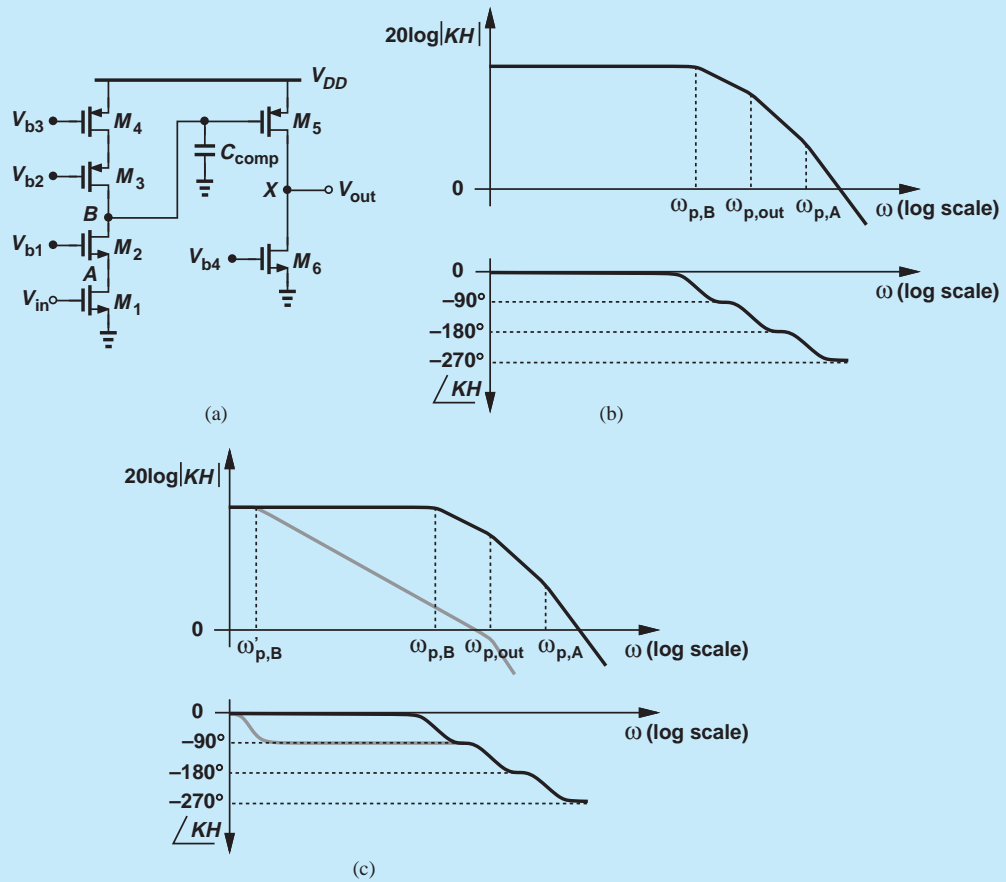 V_DD
V_b3
M_4
M_5
C_comp
V_b2
M_3
X
V_out
B
V_b1
M_2
V_b4
M_6
A
V_in
M_1
(a)
20log|KH|
0
ω_p,B
ω_p,out
ω_p,A
ω (log scale)
0
ω (log scale)
−90°
−180°
−270°
∠KH
(b)
20log|KH|
0
ω'_p,B
ω_p,B
ω_p,out
ω_p,A
ω (log scale)
0
ω (log scale)
−90°
−180°
−270°
∠KH
(c)